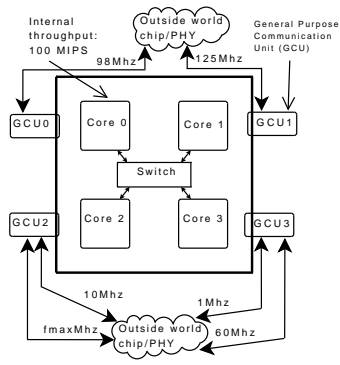 Internal
throughput:
100 MIPS
Outside world
chip/PHY
General Purpose
Communication
Unit (GCU)
98Mhz
125Mhz
GCU0
Core 0
Core 1
GCU1
Switch
GCU2
Core 2
Core 3
GCU3
10Mhz
1Mhz
fmaxMhz
Outside world
chip/PHY
60Mhz